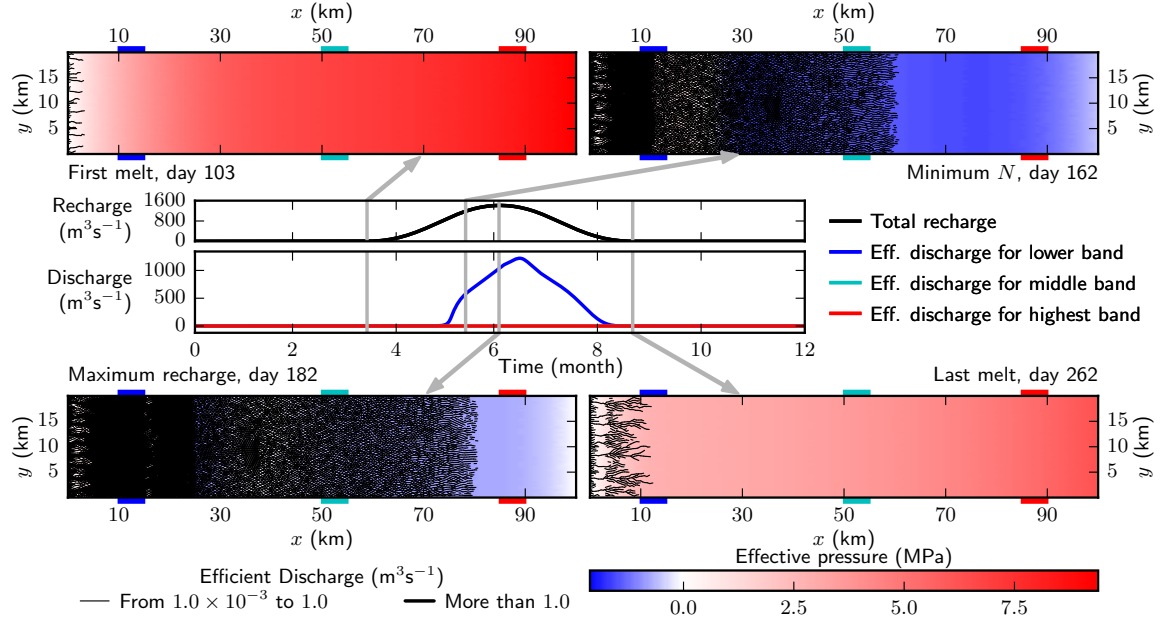 x (km)
x (km)
10 30 50 70 90
10 30 50 70 90
y (km)
15
10
5
15
10
5
y (km)
First melt, day 103
Minimum N, day 162
Recharge
(m³s⁻¹)
1600
800
0
Discharge
(m³s⁻¹)
1000
500
0
0 2 4 6 8 10 12
Time (month)
Total recharge
Eff. discharge for lower band
Eff. discharge for middle band
Eff. discharge for highest band
Maximum recharge, day 182
Last melt, day 262
y (km)
15
10
5
15
10
5
y (km)
10 30 50 70 90
10 30 50 70 90
x (km)
x (km)
Efficient Discharge (m³s⁻¹)
From 1.0 × 10⁻³ to 1.0
More than 1.0
Effective pressure (MPa)
0.0 2.5 5.0 7.5